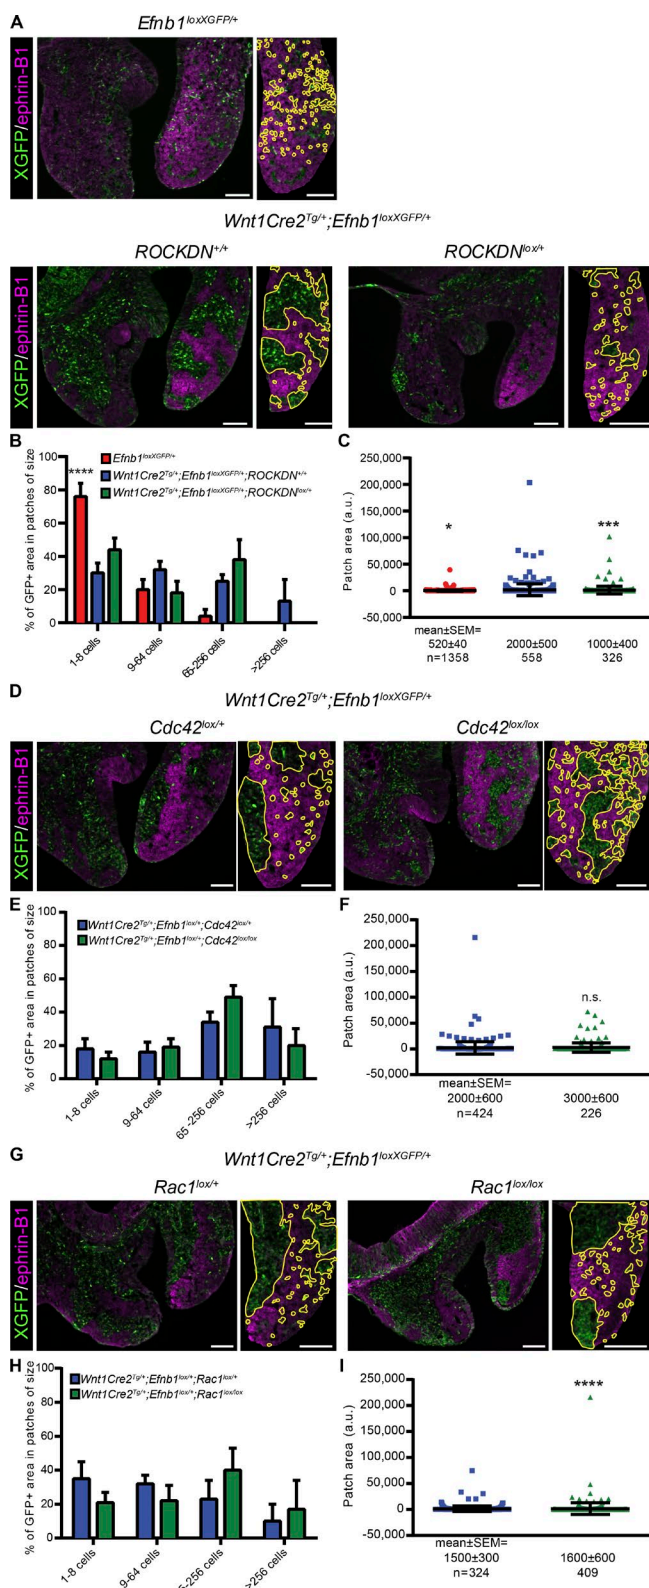 A
Efnb1loxXGFP/+
XGFP/ephrin-B1
Wnt1Cre2Tg/+;Efnb1loxXGFP/+
ROCKDN+/+
ROCKDNlox/+
XGFP/ephrin-B1
B
% of GFP+ area in patches of size
100
80
60
40
20
0
****
Efnb1loxXGFP/+
Wnt1Cre2Tg/+;Efnb1loxXGFP/+;ROCKDN+/+
Wnt1Cre2Tg/+;Efnb1loxXGFP/+;ROCKDNlox/+
1-8 cells
9-64 cells
65-256 cells
>256 cells
C
Patch area (a.u.)
250,000
200,000
150,000
100,000
50,000
0
-50,000
*
***
mean±SEM=
520±40
2000±500
1000±400
n=1358
558
326
D
Wnt1Cre2Tg/+;Efnb1loxXGFP/+
Cdc42lox/+
Cdc42lox/lox
XGFP/ephrin-B1
E
% of GFP+ area in patches of size
100
80
60
40
20
0
Wnt1Cre2Tg/+;Efnb1lox/+;Cdc42lox/+
Wnt1Cre2Tg/+;Efnb1lox/+;Cdc42lox/lox
1-8 cells
9-64 cells
65 -256 cells
>256 cells
F
Patch area (a.u.)
250,000
200,000
150,000
100,000
50,000
0
-50,000
n.s.
mean±SEM=
2000±600
3000±600
n=424
226
G
Wnt1Cre2Tg/+;Efnb1loxXGFP/+
Rac1lox/+
Rac1lox/lox
XGFP/ephrin-B1
H
% of GFP+ area in patches of size
100
80
60
40
20
0
Wnt1Cre2Tg/+;Efnb1lox/+;Rac1lox/+
Wnt1Cre2Tg/+;Efnb1lox/+;Rac1lox/lox
1-8 cells
9-64 cells
5-256 cells
>256 cells
I
Patch area (a.u.)
250,000
200,000
150,000
100,000
50,000
0
-50,000
****
mean±SEM=
1500±300
1600±600
n=324
409